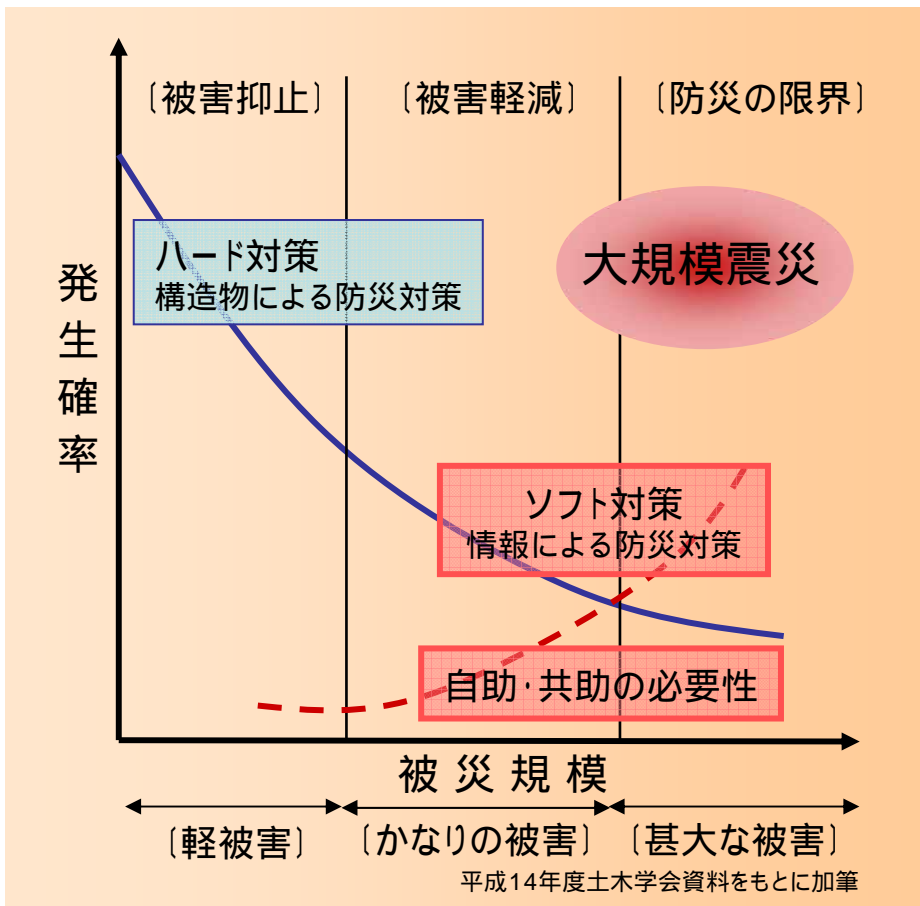 〔被害抑止〕
〔被害軽減〕
〔防災の限界〕
ハード対策
構造物による防災対策
大規模震災
発生確率
ソフト対策
情報による防災対策
自助・共助の必要性
被災規模
〔軽被害〕
〔かなりの被害〕
〔甚大な被害〕
平成14年度土木学会資料をもとに加筆